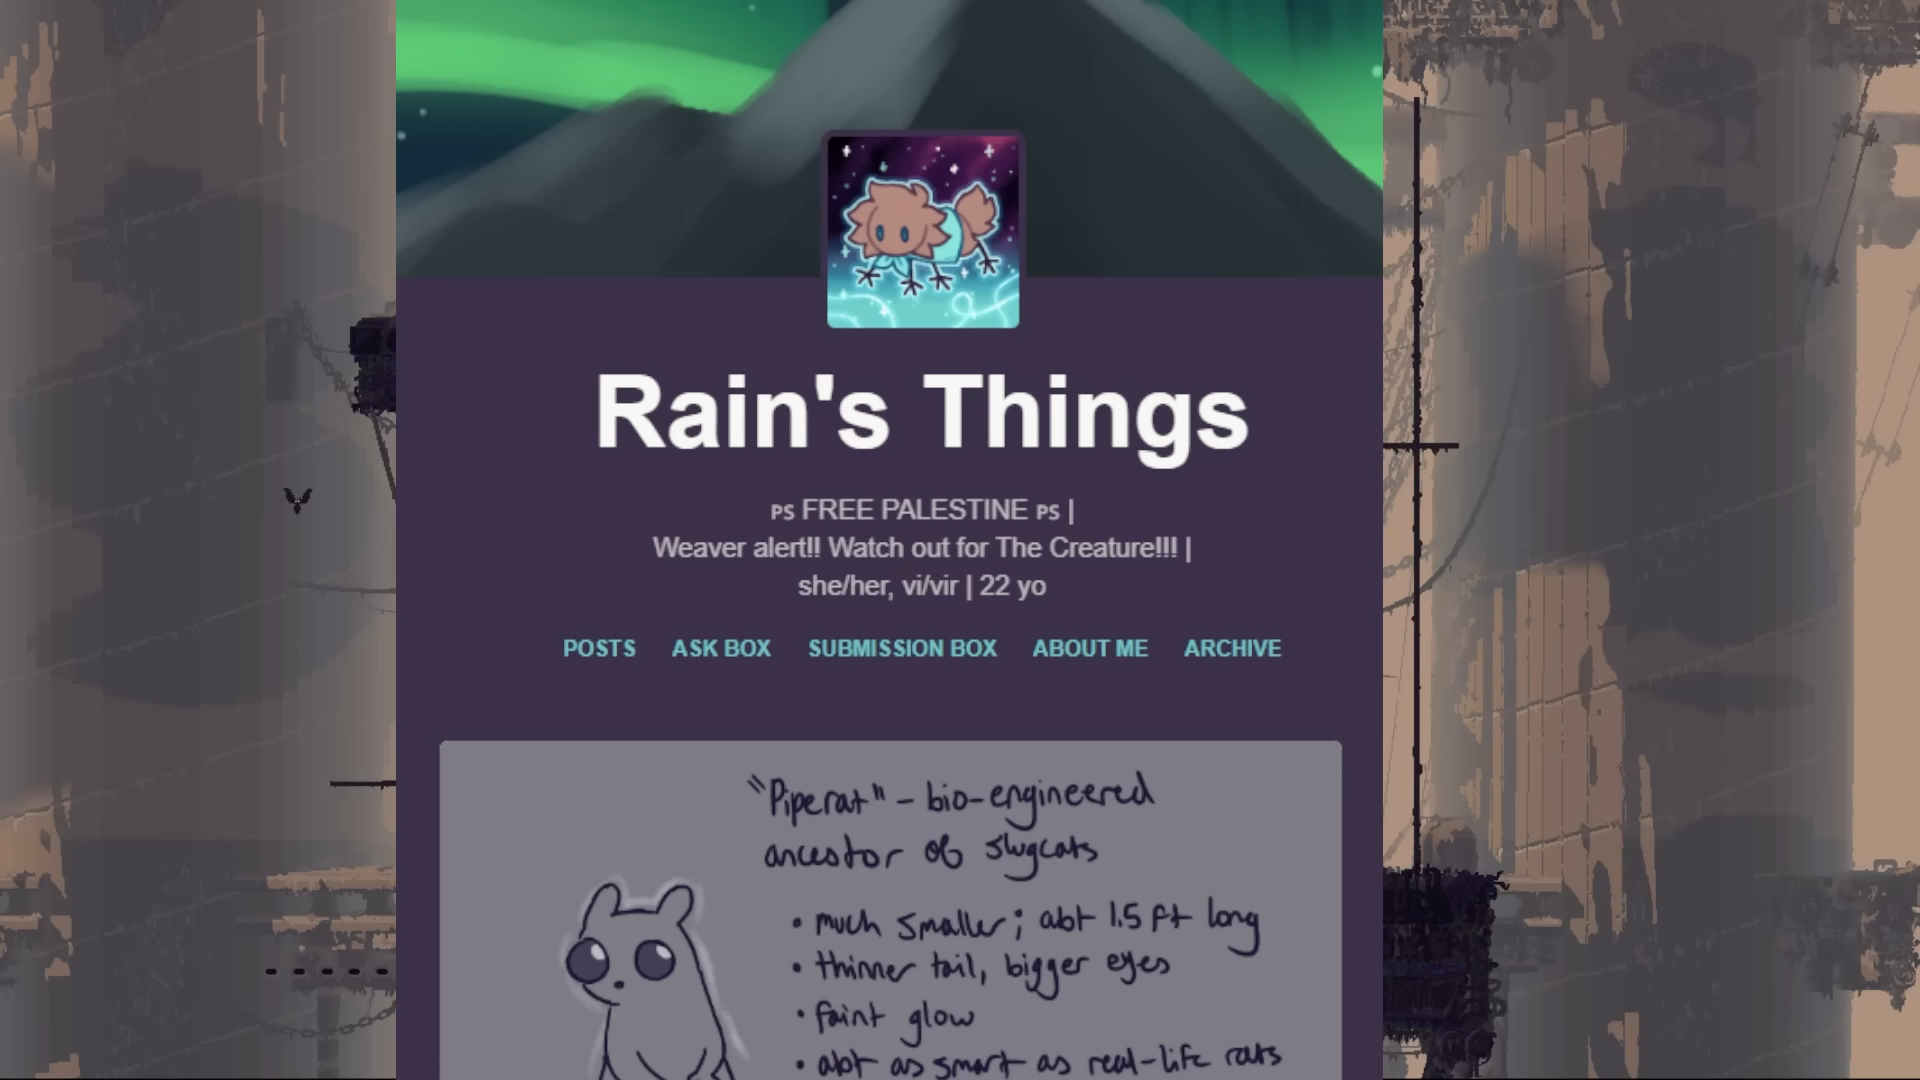 Rain's Things
🇵🇸 FREE PALESTINE 🇵🇸 |
Weaver alert!! Watch out for The Creature!!! |
she/her, vi/vir | 22 yo
POSTS ASK BOX SUBMISSION BOX ABOUT ME ARCHIVE
"Piperat" - bio-engineered
ancestor of slugcats
• much smaller; abt 1.5 ft long
• thinner tail, bigger eyes
• faint glow
• abt as smart as real-life rats